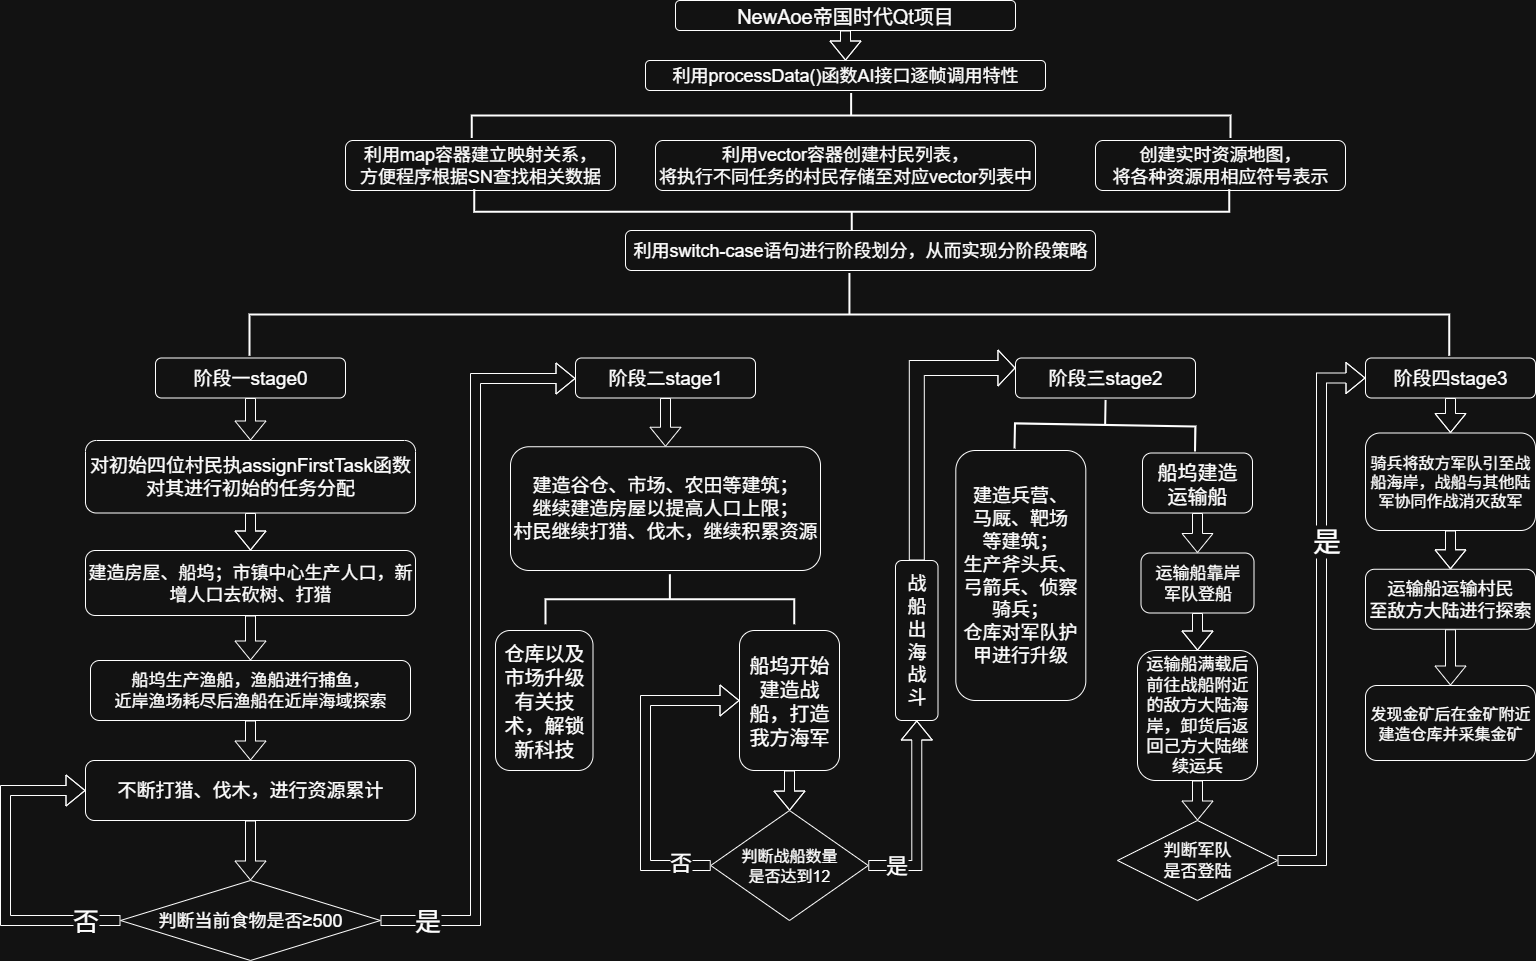 NewAoe帝国时代Qt项目
利用processData()函数AI接口逐帧调用特性
利用map容器建立映射关系，
方便程序根据SN查找相关数据
利用vector容器创建村民列表，
将执行不同任务的村民存储至对应vector列表中
创建实时资源地图，
将各种资源用相应符号表示
利用switch-case语句进行阶段划分，从而实现分阶段策略
阶段一stage0
对初始四位村民执assignFirstTask函数
对其进行初始的任务分配
建造房屋、船坞；市镇中心生产人口，新
增人口去砍树、打猎
船坞生产渔船，渔船进行捕鱼，
近岸渔场耗尽后渔船在近岸海域探索
不断打猎、伐木，进行资源累计
判断当前食物是否≥500
否
是
阶段二stage1
建造谷仓、市场、农田等建筑；
继续建造房屋以提高人口上限；
村民继续打猎、伐木，继续积累资源
仓库以及
市场升级
有关技
术，解锁
新科技
船坞开始
建造战
船，打造
我方海军
判断战船数量
是否达到12
否
是
战
船
出
海
战
斗
阶段三stage2
建造兵营、
马厩、靶场
等建筑；
生产斧头兵、
弓箭兵、侦察
骑兵；
仓库对军队护
甲进行升级
船坞建造
运输船
运输船靠岸
军队登船
运输船满载后
前往战船附近
的敌方大陆海
岸，卸货后返
回己方大陆继
续运兵
判断军队
是否登陆
是
阶段四stage3
骑兵将敌方军队引至战
船海岸，战船与其他陆
军协同作战消灭敌军
运输船运输村民
至敌方大陆进行探索
发现金矿后在金矿附近
建造仓库并采集金矿